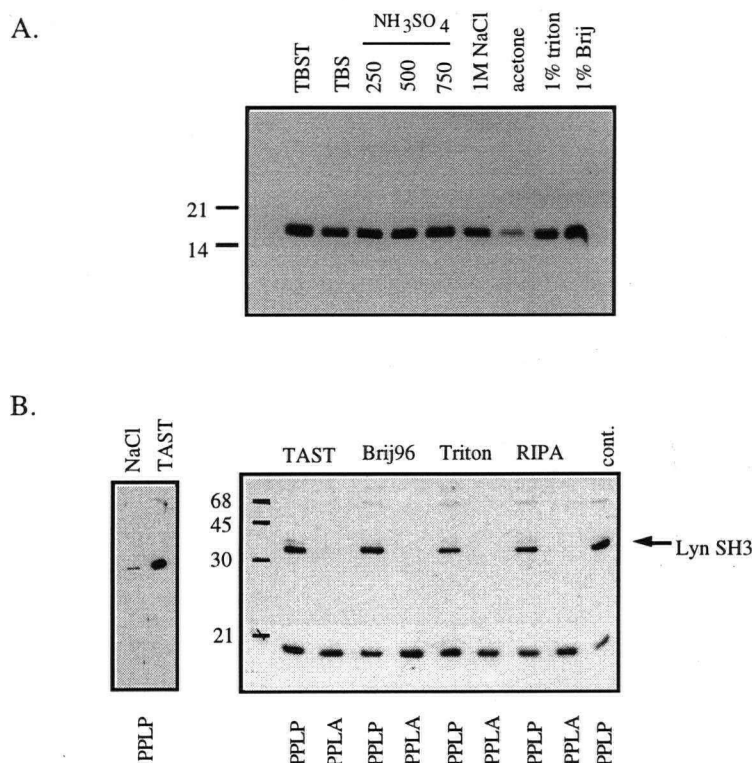 A.
NH3SO4
TBST TBS 250 500 750 1M NaCl acetone 1% triton 1% Brij
21
14
B.
NaCl TAST
TAST Brij96 Triton RIPA cont.
68
45
30
21
Lyn SH3
PPLP
PPLP PPLA PPLP PPLA PPLP PPLA PPLP PPLA PPLP